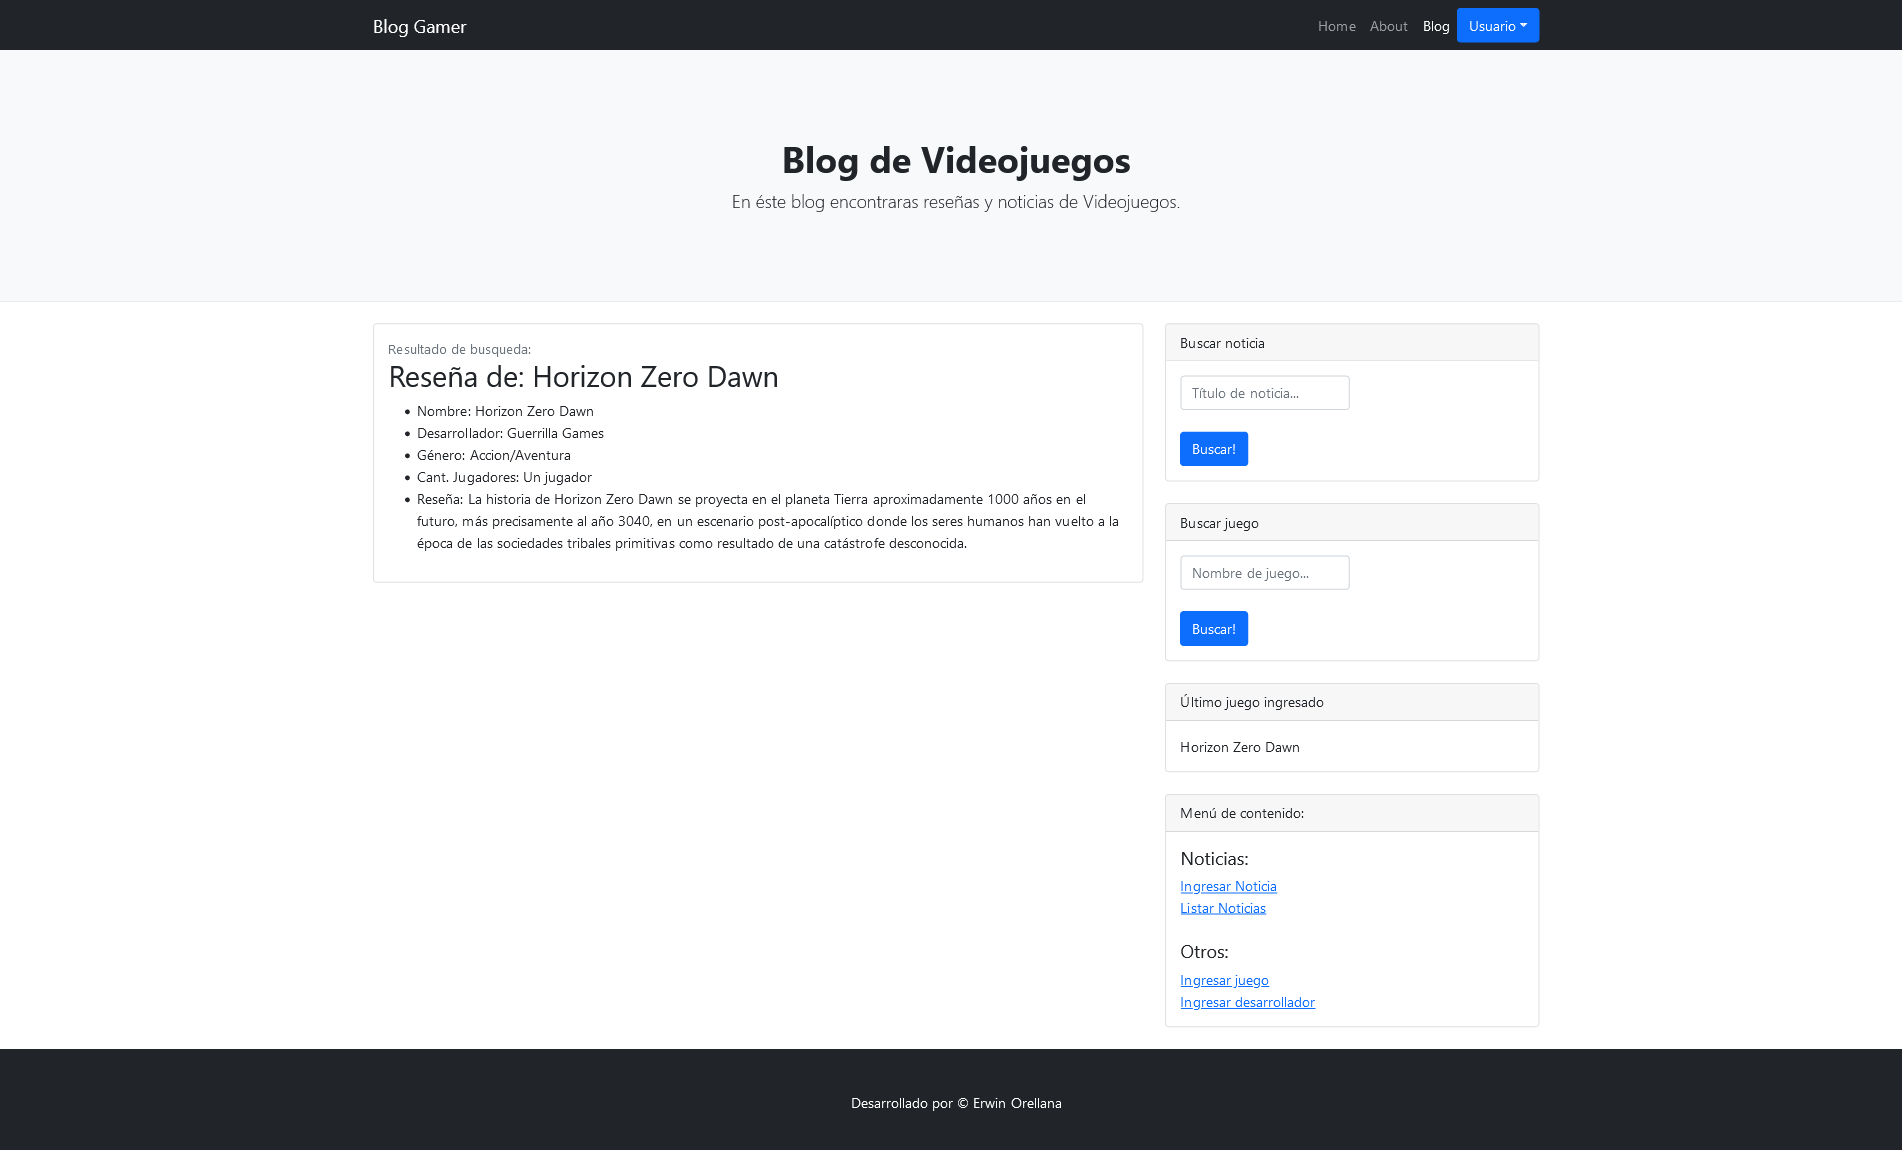 Blog Gamer
Home
About
Blog
Usuario
Blog de Videojuegos
En éste blog encontraras reseñas y noticias de Videojuegos.
Resultado de busqueda:
Reseña de: Horizon Zero Dawn
• Nombre: Horizon Zero Dawn
• Desarrollador: Guerrilla Games
• Género: Accion/Aventura
• Cant. Jugadores: Un jugador
• Reseña: La historia de Horizon Zero Dawn se proyecta en el planeta Tierra aproximadamente 1000 años en el
futuro, más precisamente al año 3040, en un escenario post-apocalíptico donde los seres humanos han vuelto a la
época de las sociedades tribales primitivas como resultado de una catástrofe desconocida.
Buscar noticia
Título de noticia...
Buscar!
Buscar juego
Nombre de juego...
Buscar!
Último juego ingresado
Horizon Zero Dawn
Menú de contenido:
Noticias:
Ingresar Noticia
Listar Noticias
Otros:
Ingresar juego
Ingresar desarrollador
Desarrollado por © Erwin Orellana